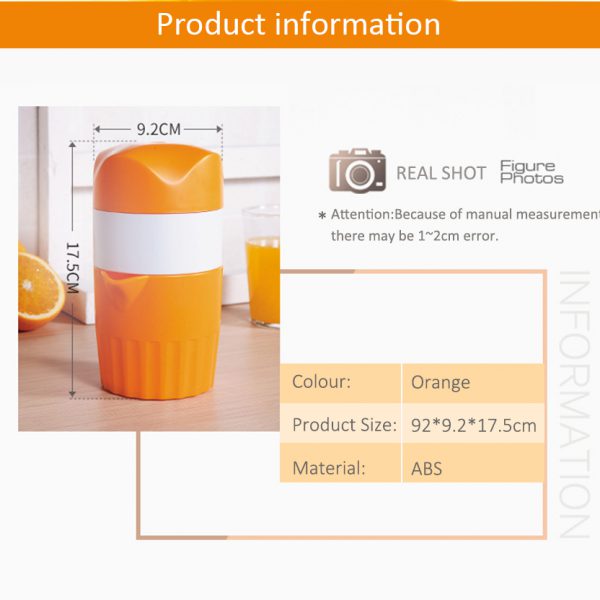 Product information
9.2CM
17.5CM
REAL SHOT Figure Photos
* Attention:Because of manual measurement
there may be 1~2cm error.
Colour: Orange
Product Size: 92*9.2*17.5cm
Material: ABS
INFORMATION